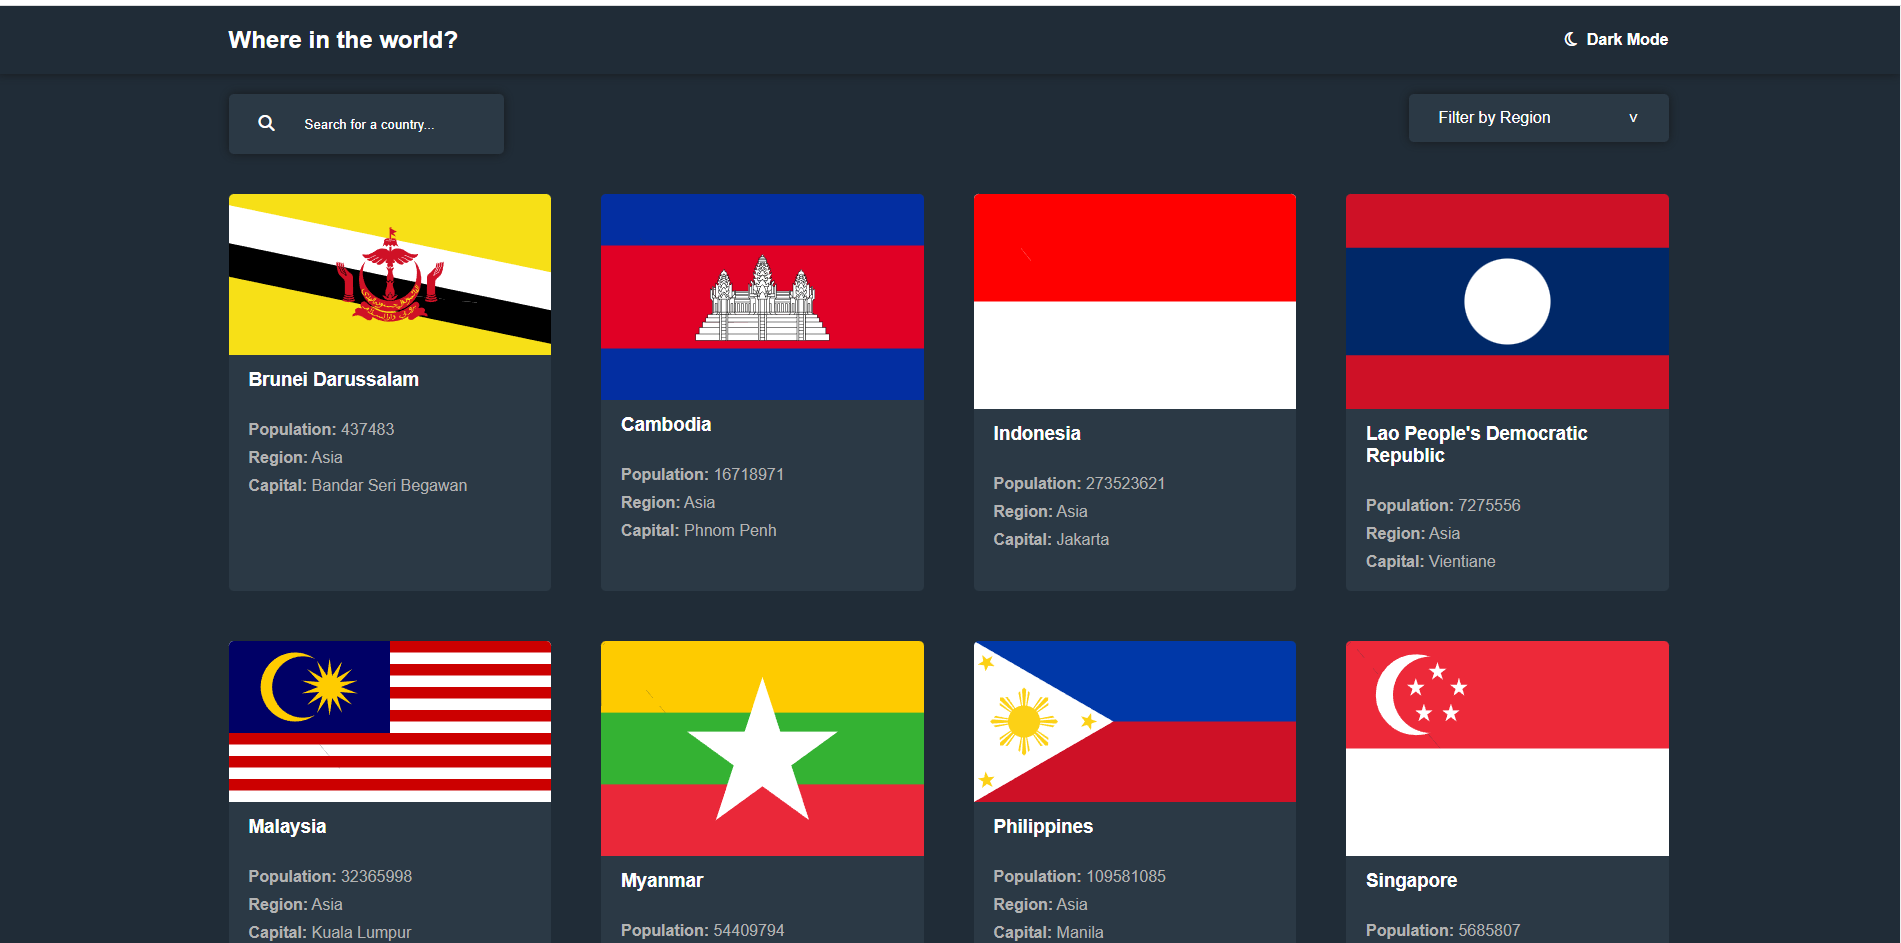 Where in the world?
Dark Mode
Search for a country...
Filter by Region
v
Brunei Darussalam
Population: 437483
Region: Asia
Capital: Bandar Seri Begawan
Cambodia
Population: 16718971
Region: Asia
Capital: Phnom Penh
Indonesia
Population: 273523621
Region: Asia
Capital: Jakarta
Lao People's Democratic
Republic
Population: 7275556
Region: Asia
Capital: Vientiane
Malaysia
Population: 32365998
Region: Asia
Capital: Kuala Lumpur
Myanmar
Population: 54409794
Philippines
Population: 109581085
Region: Asia
Capital: Manila
Singapore
Population: 5685807